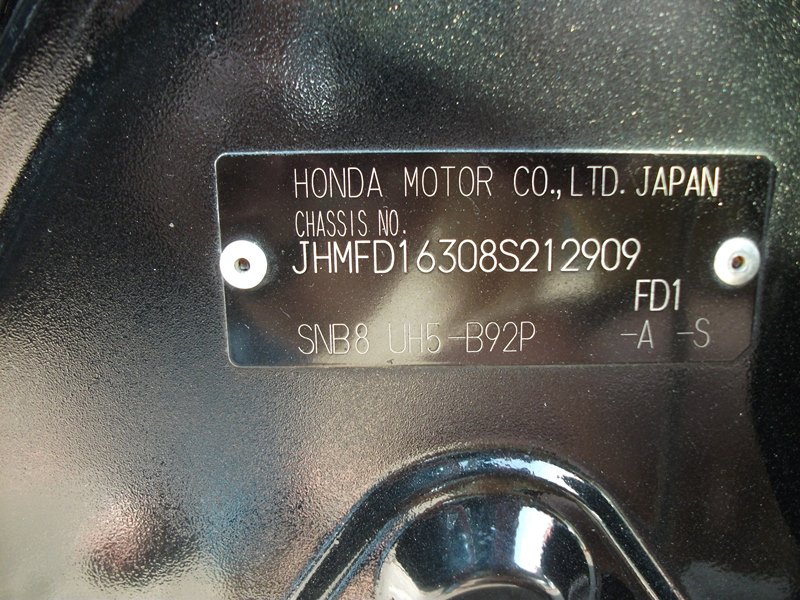 HONDA MOTOR CO.,LTD. JAPAN
CHASSIS NO.
JHMFD16308S212909
FD1
SNB8 UH5-B92P -A -S